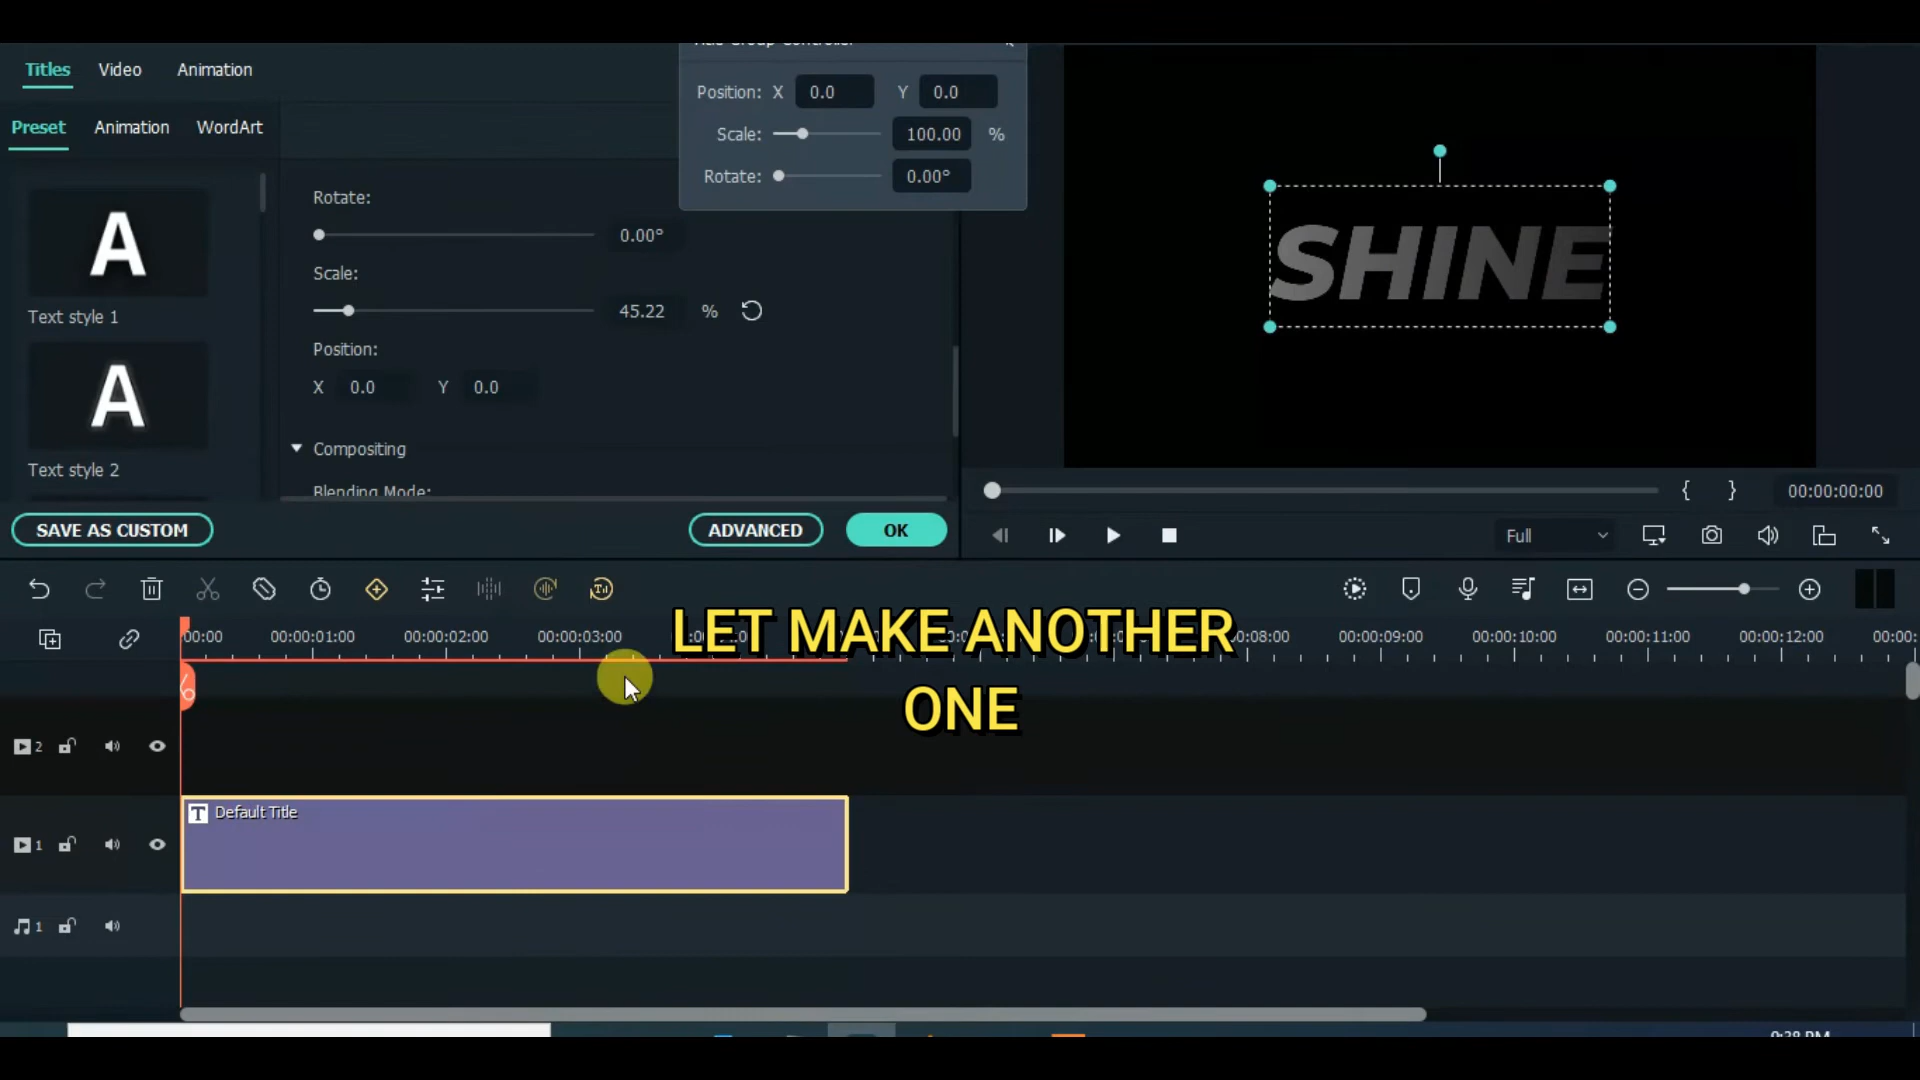 Title Group Controller
Titles Video Animation
Position: X 0.0 Y 0.0
Preset Animation WordArt
Scale: 100.00 %
Rotate: 0.00°
Rotate:
0.00°
A
Text style 1
Scale:
45.22 %
Position:
X 0.0 Y 0.0
A
Text style 2
Compositing
Blending Mode:
SHINE
SAVE AS CUSTOM ADVANCED OK
{ } 00:00:00:00
Full
00:00 00:00:01:00 00:00:02:00 00:00:03:00 :08:00 00:00:09:00 00:00:10:00 00:00:11:00 00:00:12:00 00:00:
LET MAKE ANOTHER
ONE
2
T Default Title
1
1
9:38 PM